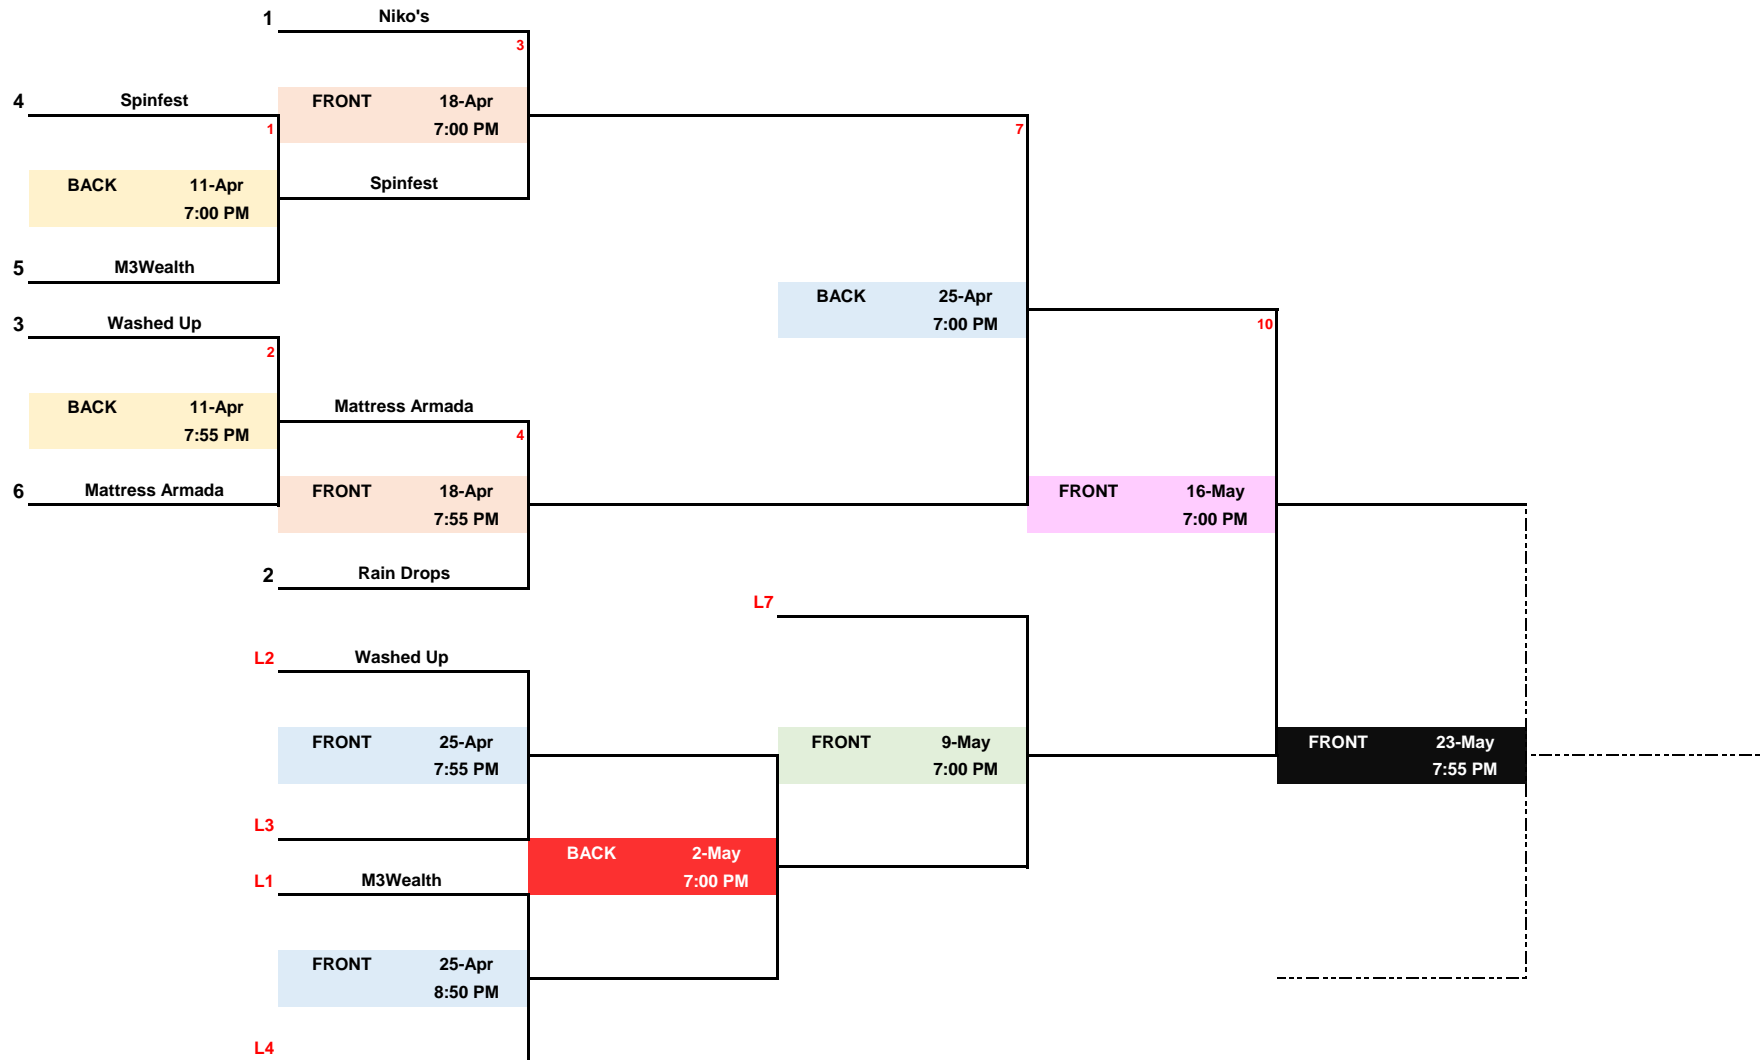 1 Niko's
3
4 Spinfest FRONT 18-Apr
1 7:00 PM 7
BACK 11-Apr Spinfest
7:00 PM
5 M3Wealth
BACK 25-Apr
3 Washed Up 7:00 PM 10
2
BACK 11-Apr Mattress Armada
7:55 PM 4
6 Mattress Armada FRONT 18-Apr FRONT 16-May
7:55 PM 7:00 PM
2 Rain Drops
L7
L2 Washed Up
FRONT 25-Apr FRONT 9-May FRONT 23-May
7:55 PM 7:00 PM 7:55 PM
L3
BACK 2-May
L1 M3Wealth 7:00 PM
FRONT 25-Apr
8:50 PM
L4